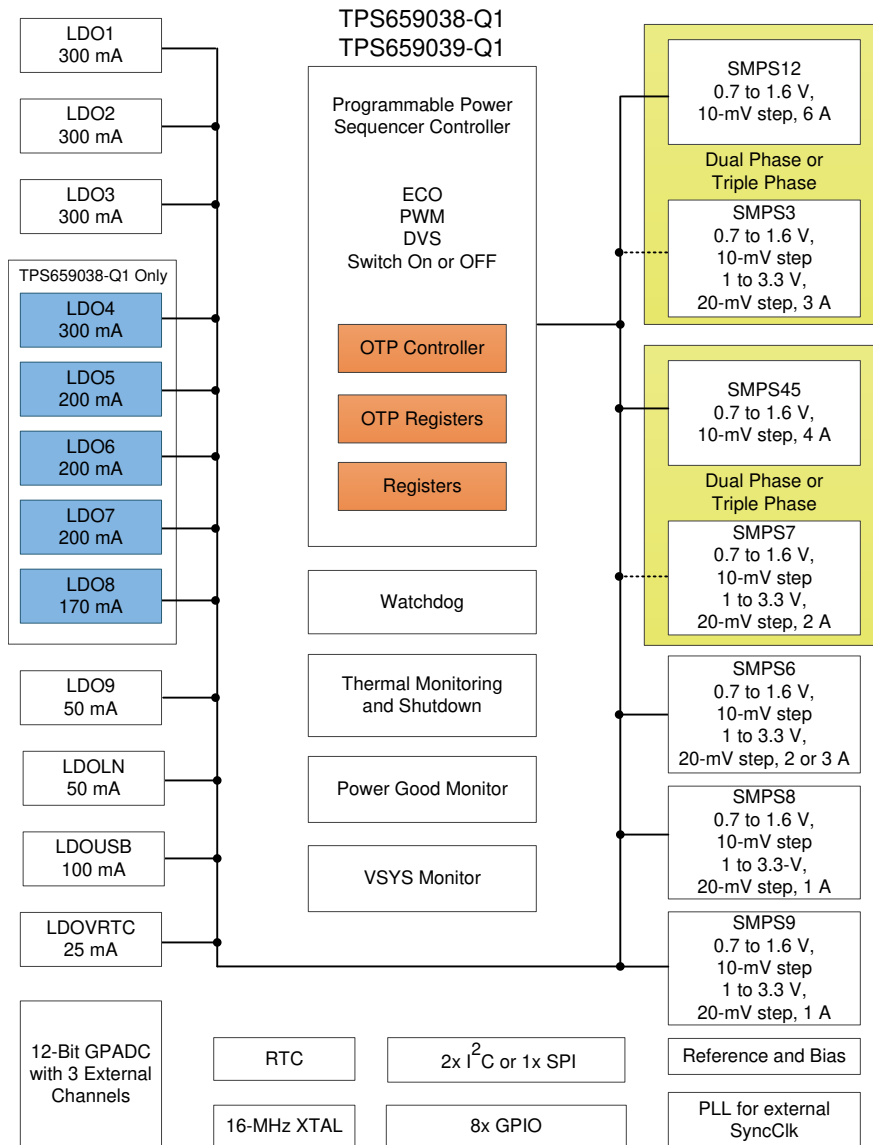 TPS659038-Q1
TPS659039-Q1
LDO1
300 mA
LDO2
300 mA
LDO3
300 mA
TPS659038-Q1 Only
LDO4
300 mA
LDO5
200 mA
LDO6
200 mA
LDO7
200 mA
LDO8
170 mA
LDO9
50 mA
LDOLN
50 mA
LDOUSB
100 mA
LDOVRTC
25 mA
12-Bit GPADC
with 3 External
Channels
Programmable Power
Sequencer Controller
ECO
PWM
DVS
Switch On or OFF
OTP Controller
OTP Registers
Registers
Watchdog
Thermal Monitoring
and Shutdown
Power Good Monitor
VSYS Monitor
RTC
2x I²C or 1x SPI
16-MHz XTAL
8x GPIO
SMPS12
0.7 to 1.6 V,
10-mV step, 6 A
Dual Phase or
Triple Phase
SMPS3
0.7 to 1.6 V,
10-mV step
1 to 3.3 V,
20-mV step, 3 A
SMPS45
0.7 to 1.6 V,
10-mV step, 4 A
Dual Phase or
Triple Phase
SMPS7
0.7 to 1.6 V,
10-mV step
1 to 3.3 V,
20-mV step, 2 A
SMPS6
0.7 to 1.6 V,
10-mV step
1 to 3.3 V,
20-mV step, 2 or 3 A
SMPS8
0.7 to 1.6 V,
10-mV step
1 to 3.3-V,
20-mV step, 1 A
SMPS9
0.7 to 1.6 V,
10-mV step
1 to 3.3 V,
20-mV step, 1 A
Reference and Bias
PLL for external
SyncClk